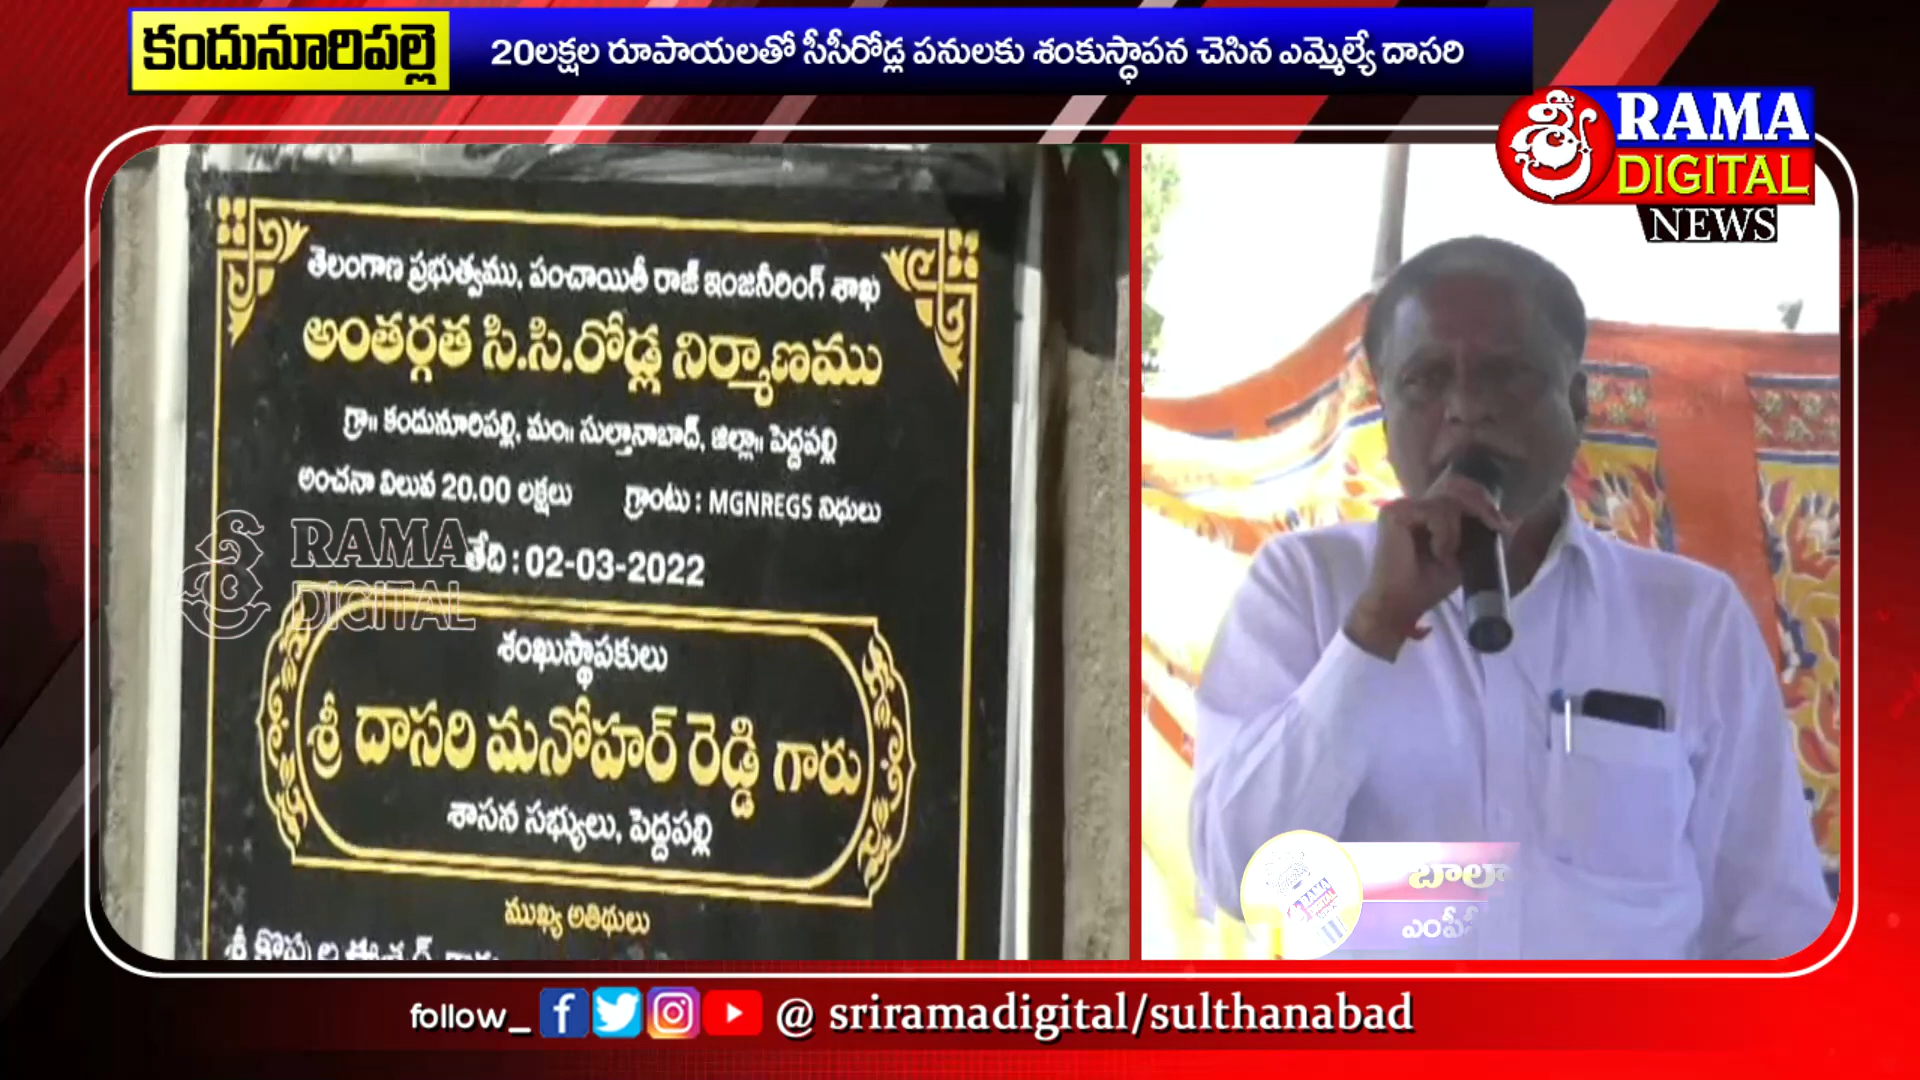 కందునూరిపల్లె
20లక్షల రూపాయలతో సీసీరోడ్ల పనులకు శంకుస్థాపన చెసిన ఎమ్మెల్యే దాసరి
శ్రీ RAMA
DIGITAL
NEWS
తెలంగాణ ప్రభుత్వము, పంచాయితీ రాజ్ ఇంజనీరింగ్ శాఖ
అంతర్గత సి.సి.రోడ్ల నిర్మాణము
గ్రా॥ కందునూరిపల్లి, మం॥ సుల్తానాబాద్, జిల్లా॥ పెద్దపల్లి
అంచనా విలువ 20.00 లక్షలు గ్రాంటు : MGNREGS నిధులు
తేది : 02-03-2022
శ్రీ RAMA
DIGITAL
శంఖుస్థాపకులు
శ్రీ దాసరి మనోహర్ రెడ్డి గారు
శాసన సభ్యులు, పెద్దపల్లి
ముఖ్య అతిథులు
బాలా
ఎంపీ
follow_ @ sriramadigital/sulthanabad